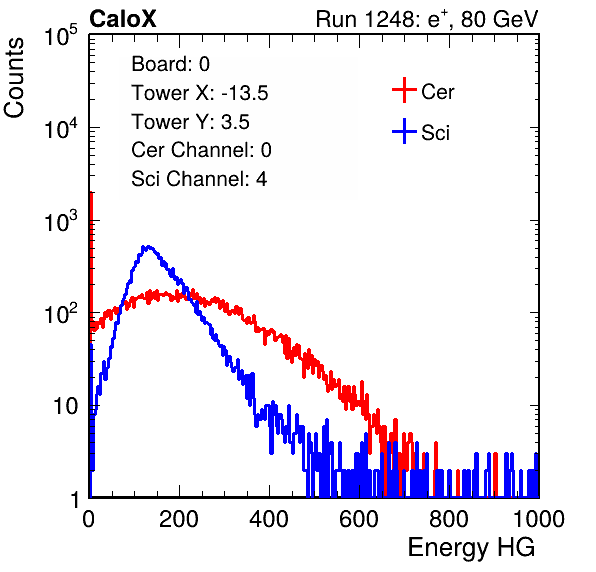 CaloX Run 1248: e⁺, 80 GeV
Board: 0
Tower X: -13.5
Tower Y: 3.5
Cer Channel: 0
Sci Channel: 4
Cer
Sci
Counts
10⁵
10⁴
10³
10²
10
1
0 200 400 600 800 1000
Energy HG